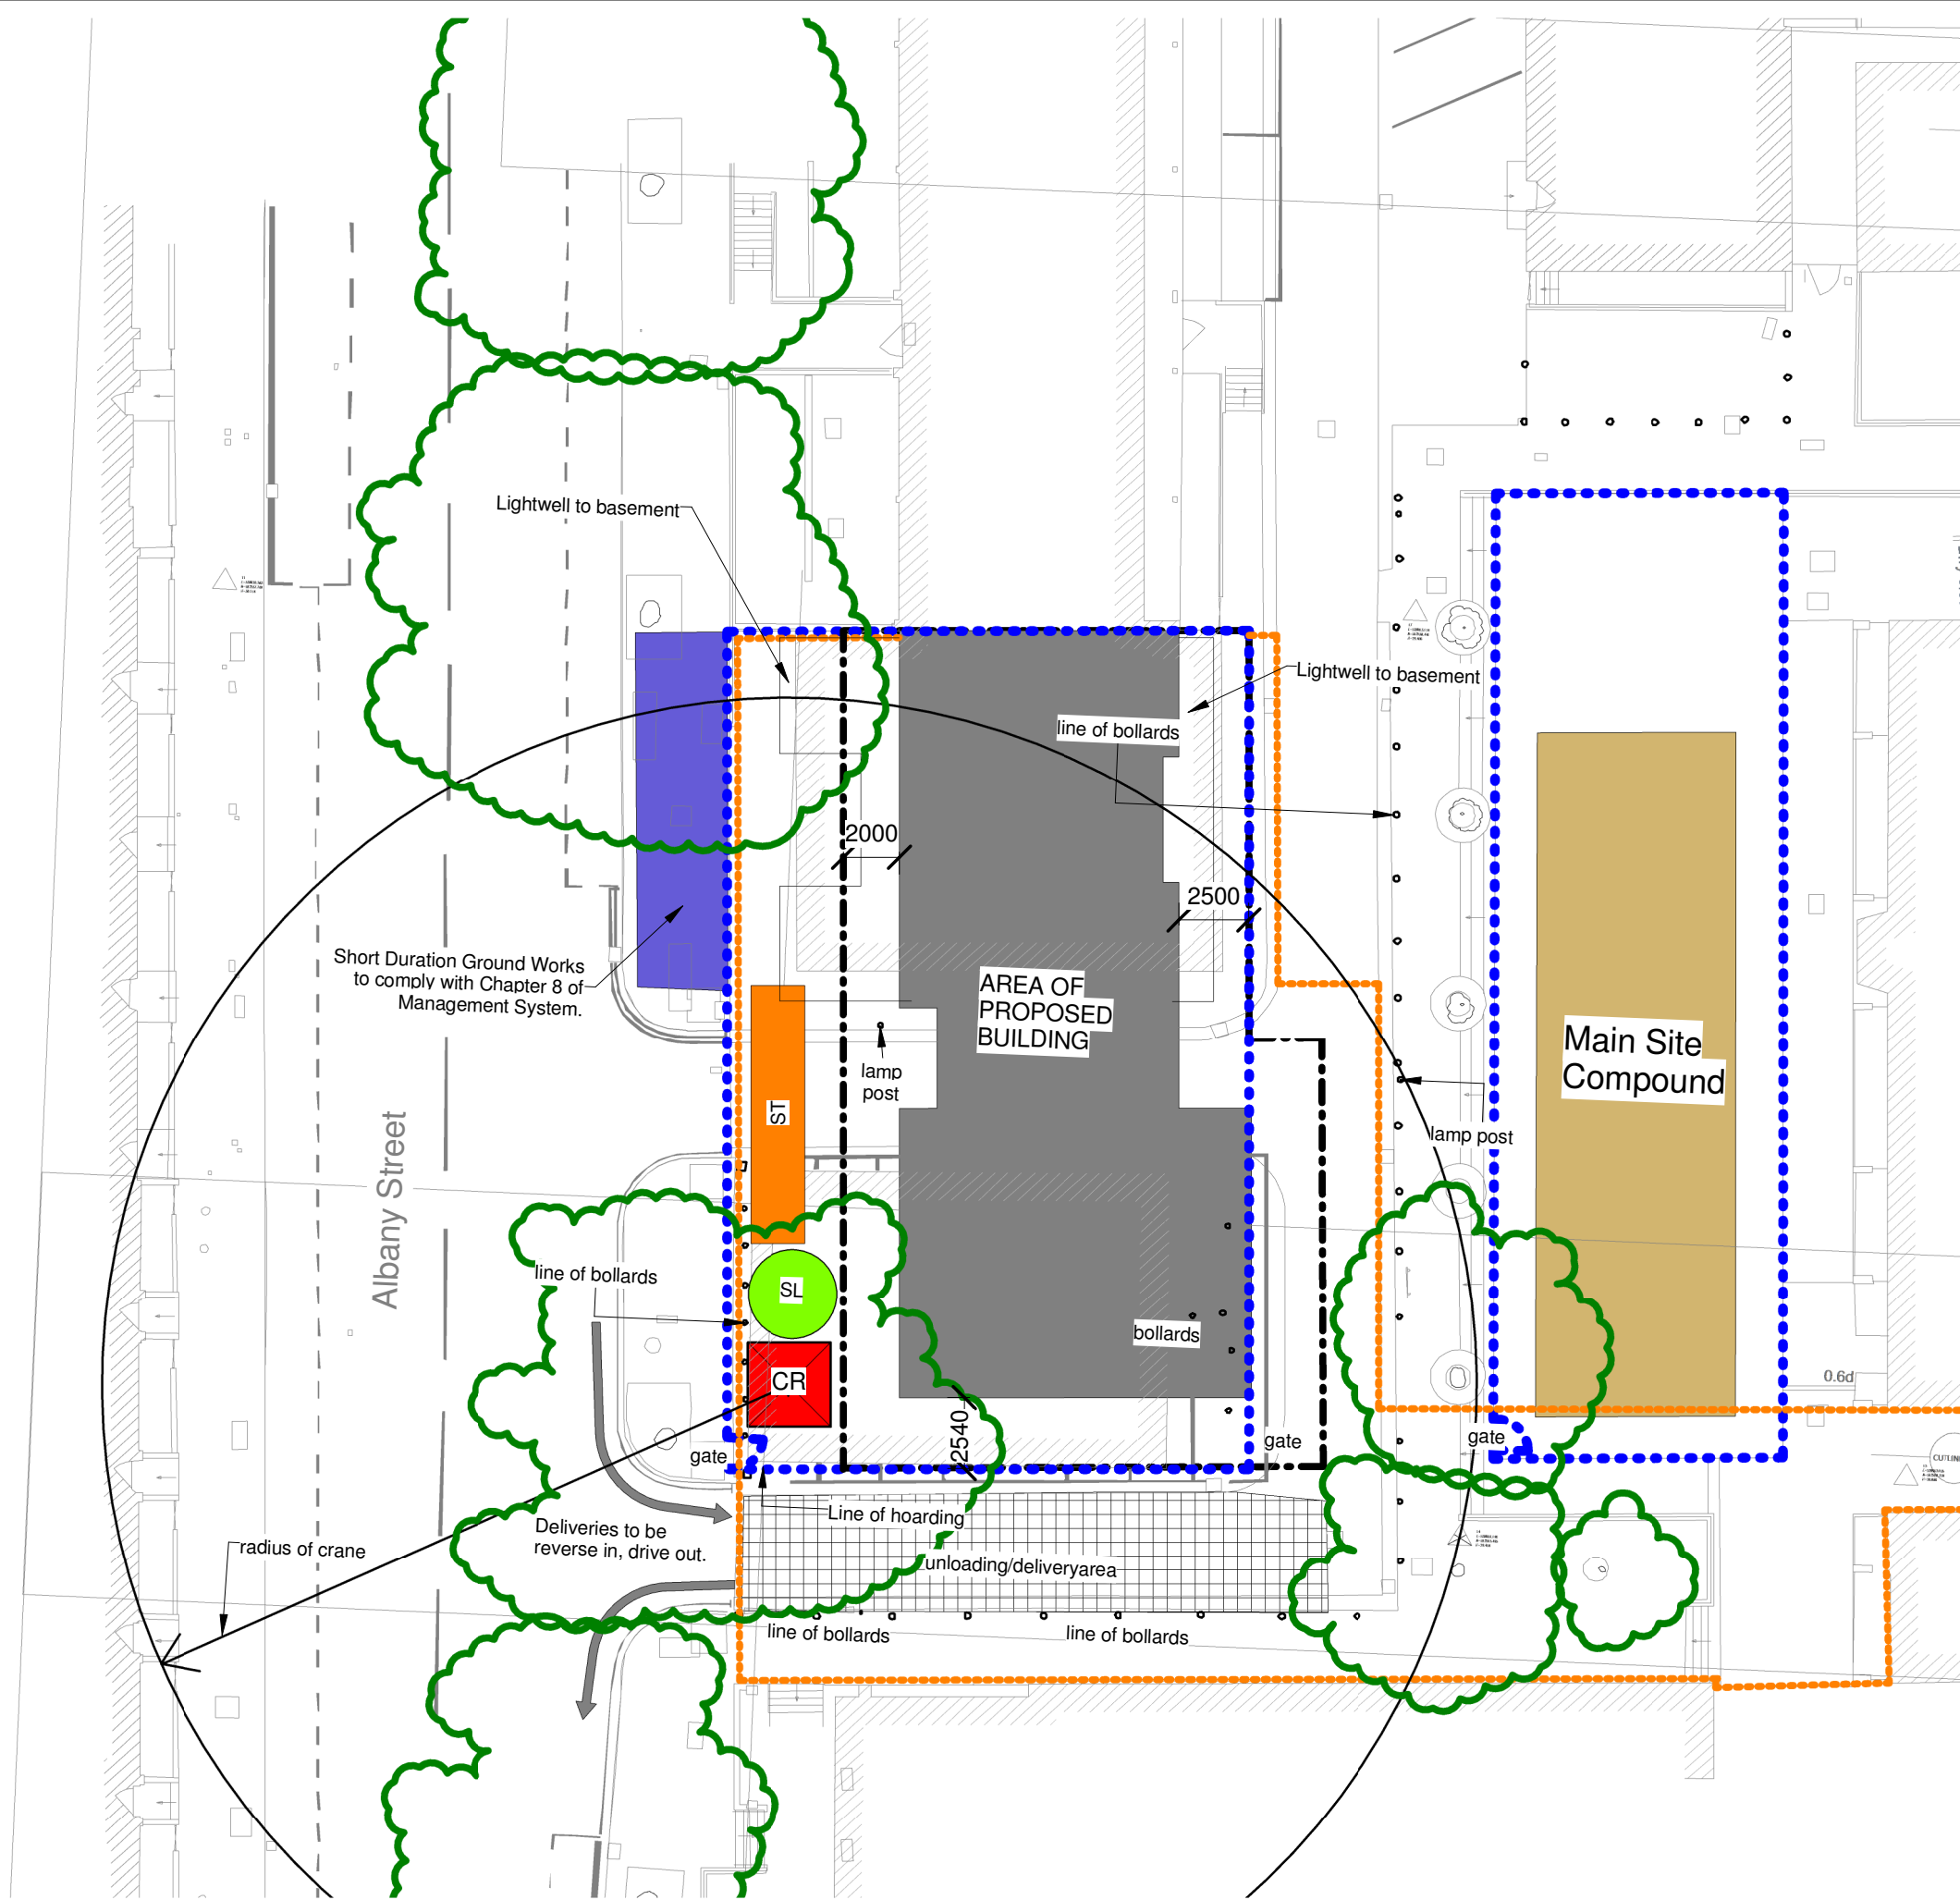 Lightwell to basement
Lightwell to basement
line of bollards
2000
2500
Short Duration Ground Works
to comply with Chapter 8 of
Management System.
AREA OF
PROPOSED
BUILDING
Main Site
Compound
lamp
post
ST
lamp post
Albany Street
line of bollards
SL
bollards
CR
0.6d
22540
gate
gate
gate
Line of hoarding
Deliveries to be
reverse in, drive out.
radius of crane
unloading/deliveryarea
line of bollards
line of bollards